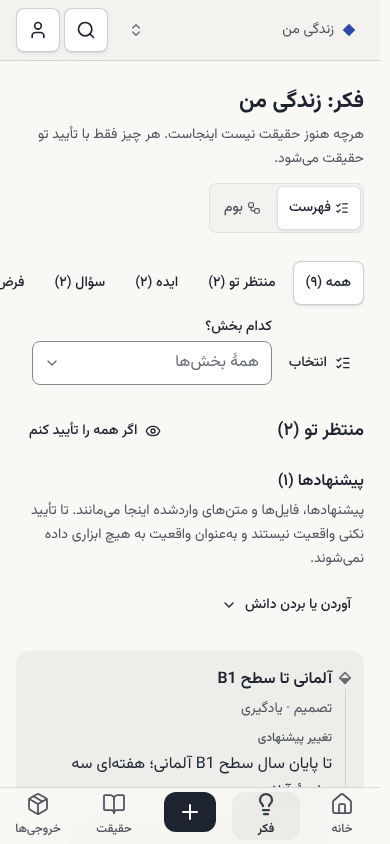 زندگی من
فکر: زندگی من
هرچه هنوز حقیقت نیست اینجاست. هر چیز فقط با تأیید تو
حقیقت می‌شود.
فهرست
بوم
همه (۹)
منتظر تو (۲)
ایده (۲)
سؤال (۲)
فرض
کدام بخش؟
انتخاب
همهٔ بخش‌ها
منتظر تو (۲)
اگر همه را تأیید کنم
پیشنهادها (۱)
پیشنهادها، فایل‌ها و متن‌های واردشده اینجا می‌مانند. تا تأیید
نکنی واقعیت نیستند و به‌عنوان واقعیت به هیچ ابزاری داده
نمی‌شوند.
آوردن یا بردن دانش
آلمانی تا سطح B1
تصمیم · یادگیری
تغییر پیشنهادی
تا پایان سال سطح B1 آلمانی؛ هفته‌ای سه
خانه
فکر
حقیقت
خروجی‌ها